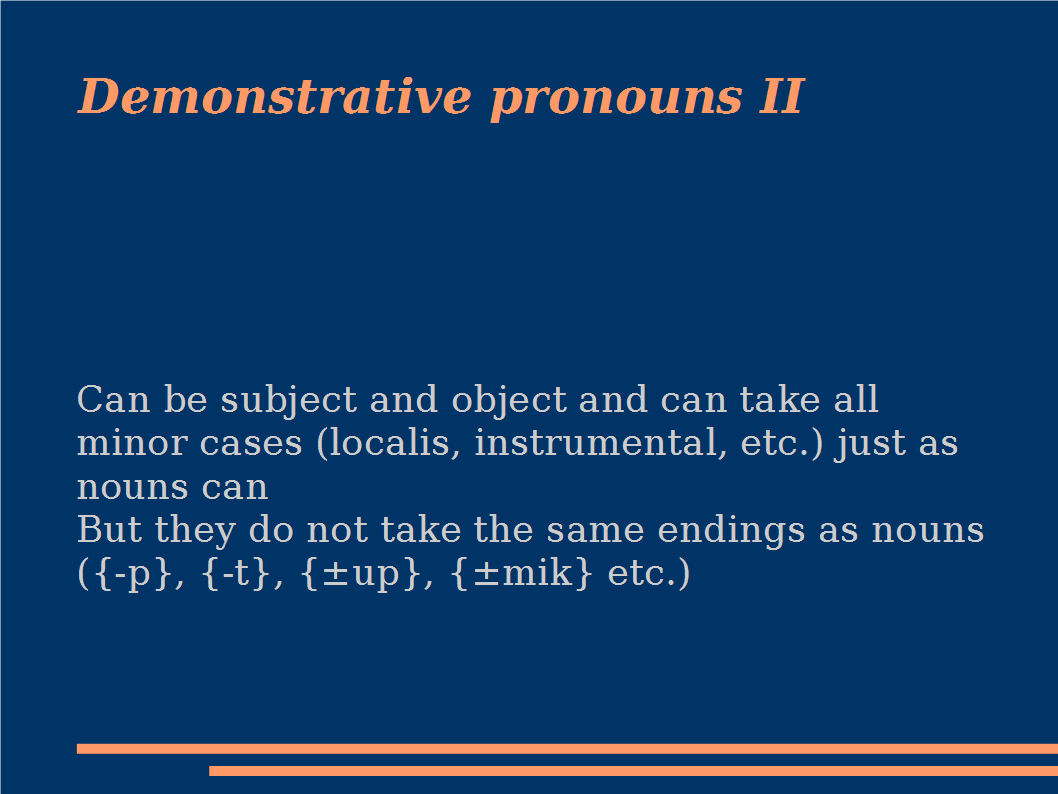 Demonstrative pronouns II
Can be subject and object and can take all
minor cases (localis, instrumental, etc.) just as
nouns can
But they do not take the same endings as nouns
({-p}, {-t}, {±up}, {±mik} etc.)